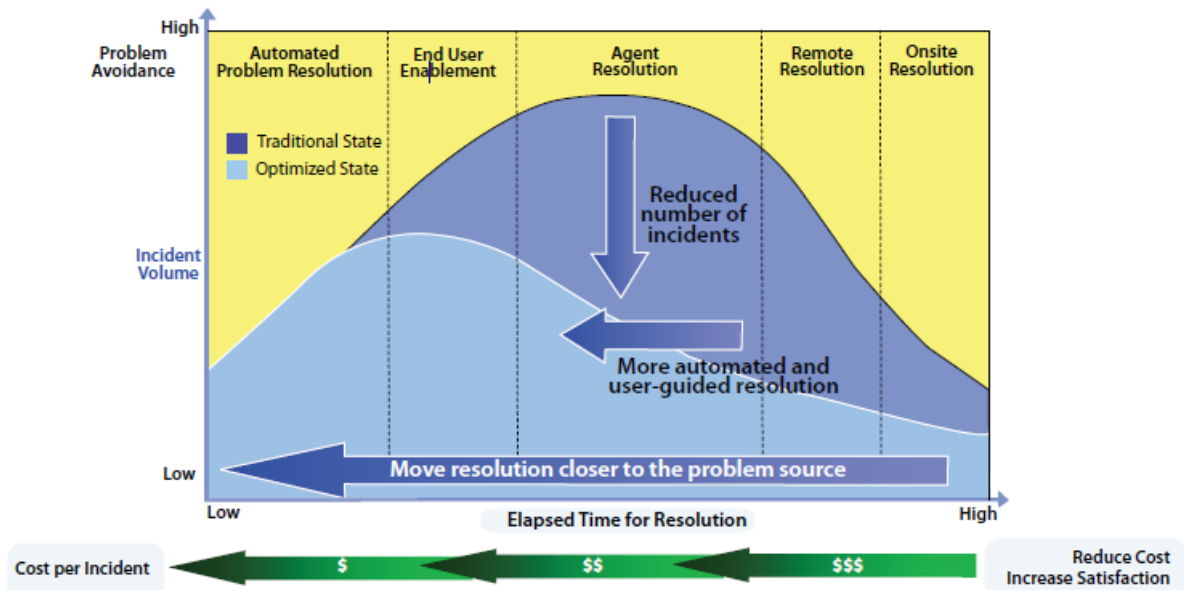 High
Problem
Avoidance
Automated
Problem Resolution
End User
Enablement
Agent
Resolution
Remote
Resolution
Onsite
Resolution
Traditional State
Optimized State
Reduced
number of
incidents
Incident
Volume
More automated and
user-guided resolution
Move resolution closer to the problem source
Low
Low
Elapsed Time for Resolution
High
Cost per Incident
$
$$
$$$
Reduce Cost
Increase Satisfaction